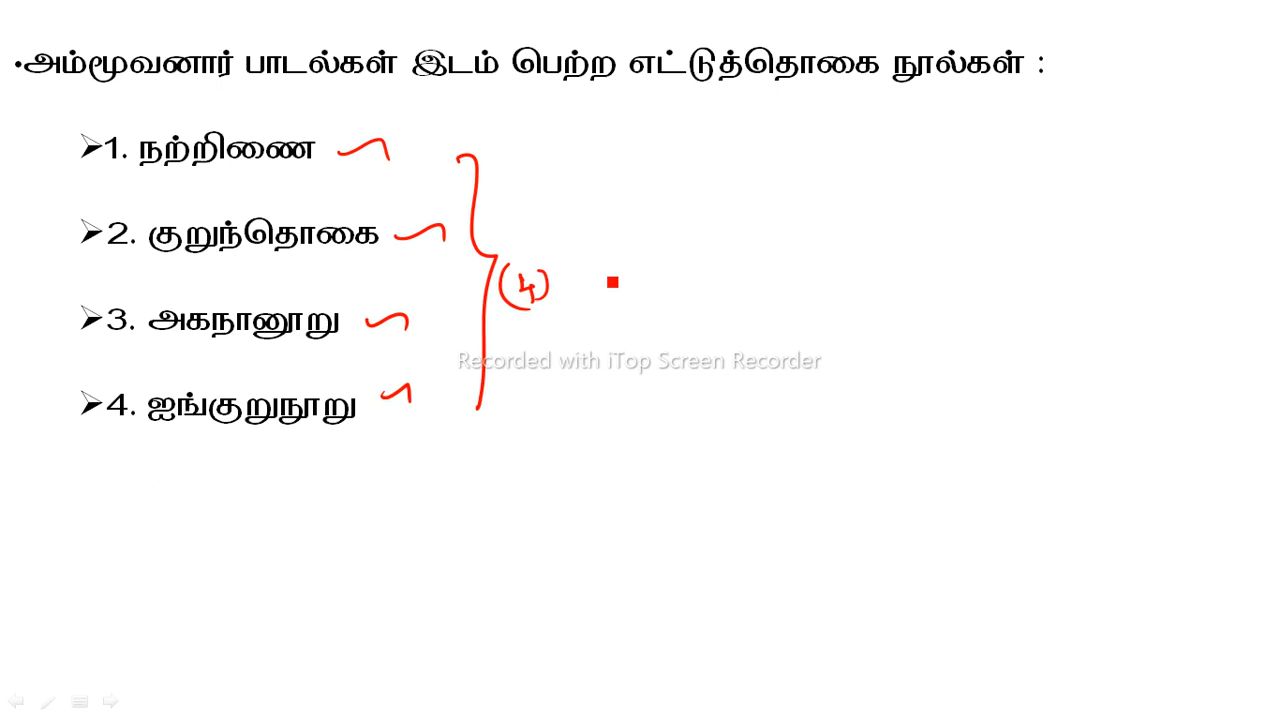 •அம்மூவனார் பாடல்கள் இடம் பெற்ற எட்டுத்தொகை நூல்கள் :
➢1. நற்றிணை
➢2. குறுந்தொகை
(4)
➢3. அகநானூறு
Recorded with iTop Screen Recorder
➢4. ஐங்குறுநூறு